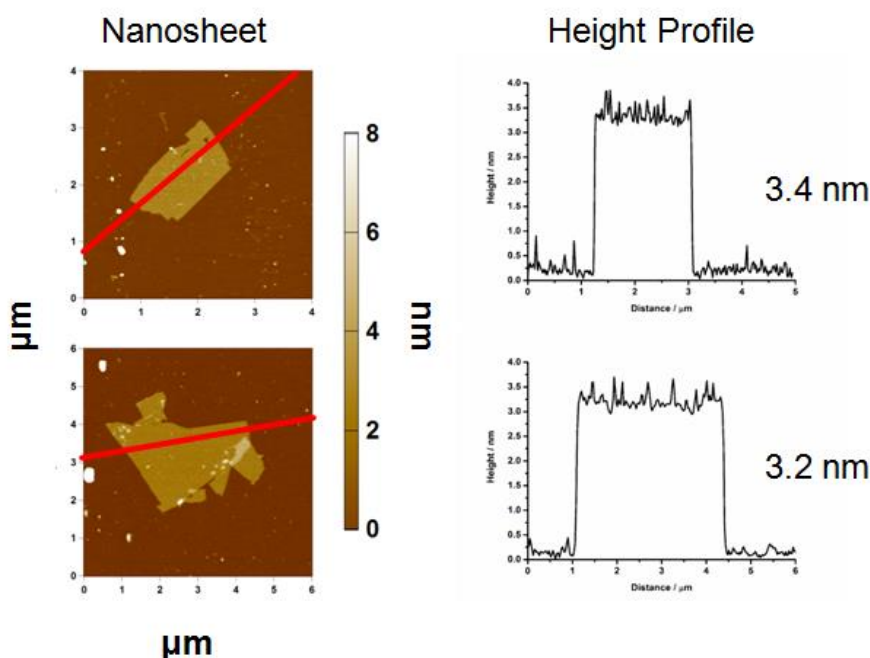 Nanosheet
Height Profile
4
3
2
1
0
0 1 2 3 4
8
6
4
2
0
4.0
3.5
3.0
2.5
2.0
1.5
1.0
0.5
0.0
Height / nm
0 1 2 3 4 5
Distance / μm
3.4 nm
µm
nm
6
5
4
3
2
1
0
0 1 2 3 4 5 6
4.0
3.5
3.0
2.5
2.0
1.5
1.0
0.5
0.0
Height / nm
0 1 2 3 4 5 6
Distance / μm
3.2 nm
µm